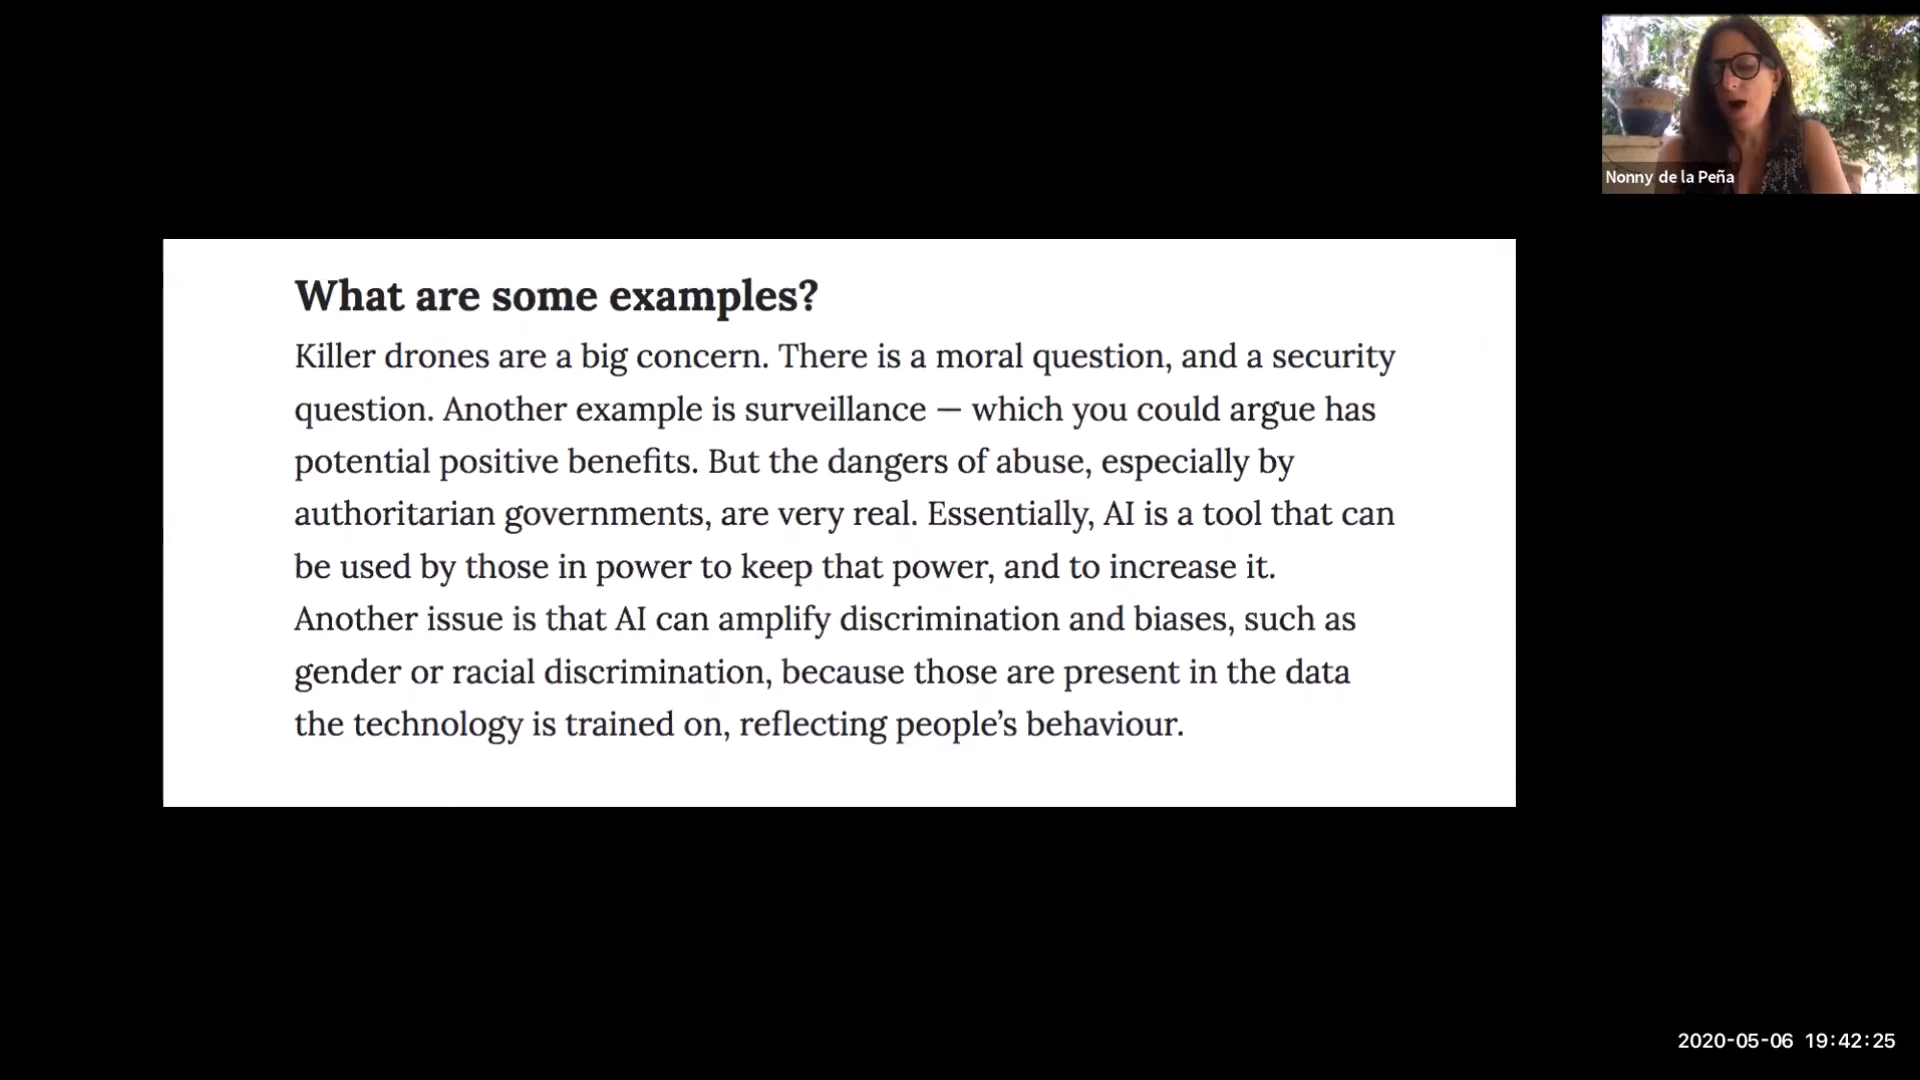 Nonny de la Peña
What are some examples?
Killer drones are a big concern. There is a moral question, and a security
question. Another example is surveillance — which you could argue has
potential positive benefits. But the dangers of abuse, especially by
authoritarian governments, are very real. Essentially, AI is a tool that can
be used by those in power to keep that power, and to increase it.
Another issue is that AI can amplify discrimination and biases, such as
gender or racial discrimination, because those are present in the data
the technology is trained on, reflecting people’s behaviour.
2020-05-06 19:42:25